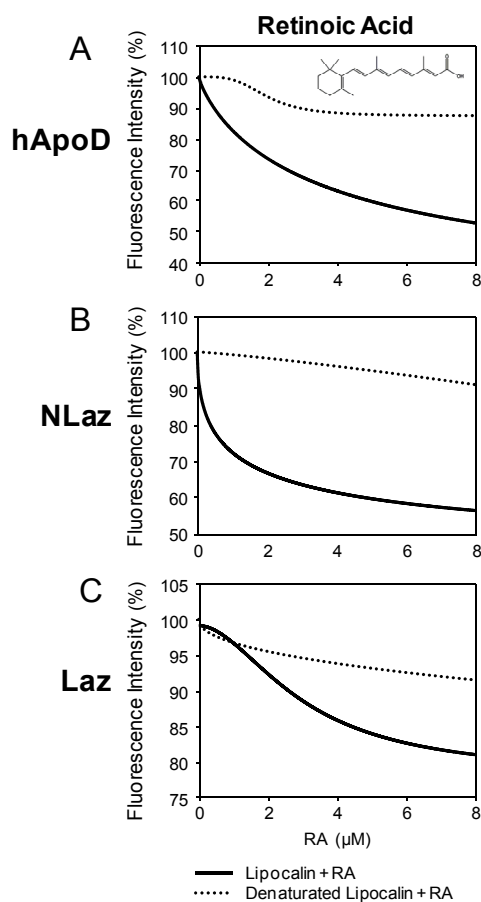 Retinoic Acid
A
hApoD
Fluorescence Intensity (%)
110
100
90
80
70
60
50
40
0 2 4 6 8
O
OH
B
NLaz
Fluorescence Intensity (%)
110
100
90
80
70
60
50
0 2 4 6 8
C
Laz
Fluorescence Intensity (%)
105
100
95
90
85
80
75
0 2 4 6 8
RA (µM)
Lipocalin + RA
Denaturated Lipocalin + RA